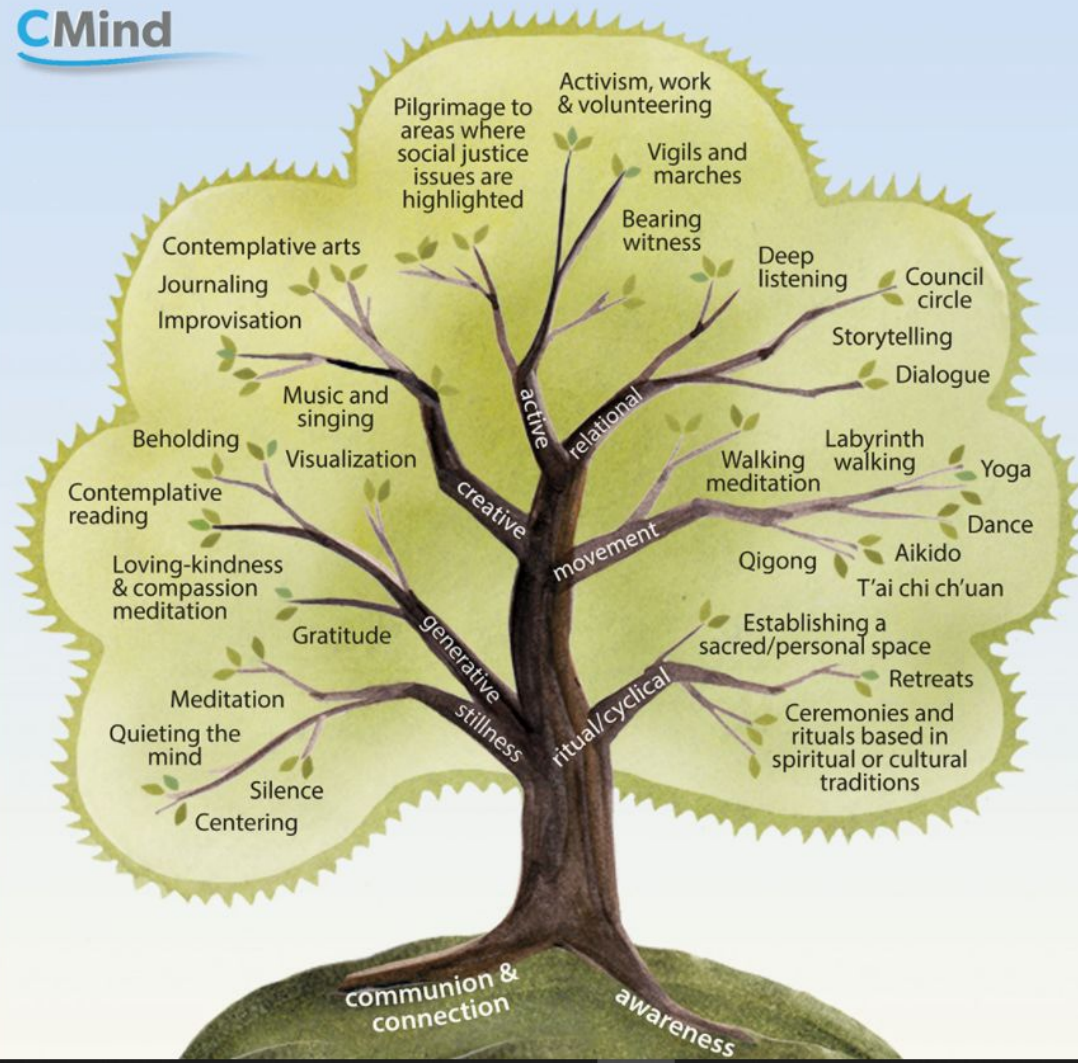 CMind
Activism, work
& volunteering
Pilgrimage to
areas where
social justice
issues are
highlighted
Vigils and
marches
Bearing
witness
active
Deep
listening
Council
circle
Storytelling
Dialogue
relational
Contemplative arts
Journaling
Improvisation
Music and
singing
creative
Walking
meditation
Labyrinth
walking
Yoga
Dance
Qigong
Aikido
T'ai chi ch'uan
movement
Beholding
Visualization
Contemplative
reading
Loving-kindness
& compassion
meditation
Gratitude
generative
Meditation
Quieting the
mind
Silence
Centering
stillness
Establishing a
sacred/personal space
Retreats
Ceremonies and
rituals based in
spiritual or cultural
traditions
ritual/cyclical
communion &
connection
awareness